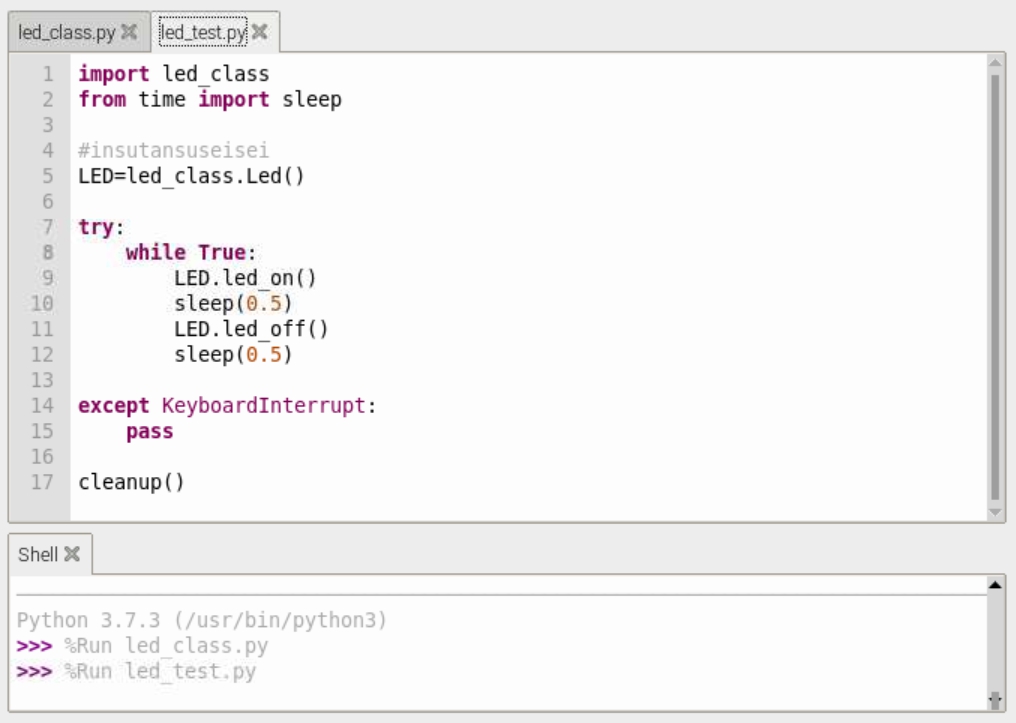 led_class.py led_test.py
1 import led_class
2 from time import sleep
3
4 #insutansuseisei
5 LED=led_class.Led()
6
7 try:
8     while True:
9         LED.led_on()
10         sleep(0.5)
11         LED.led_off()
12         sleep(0.5)
13
14 except KeyboardInterrupt:
15     pass
16
17 cleanup()
Shell
Python 3.7.3 (/usr/bin/python3)
>>> %Run led_class.py
>>> %Run led_test.py